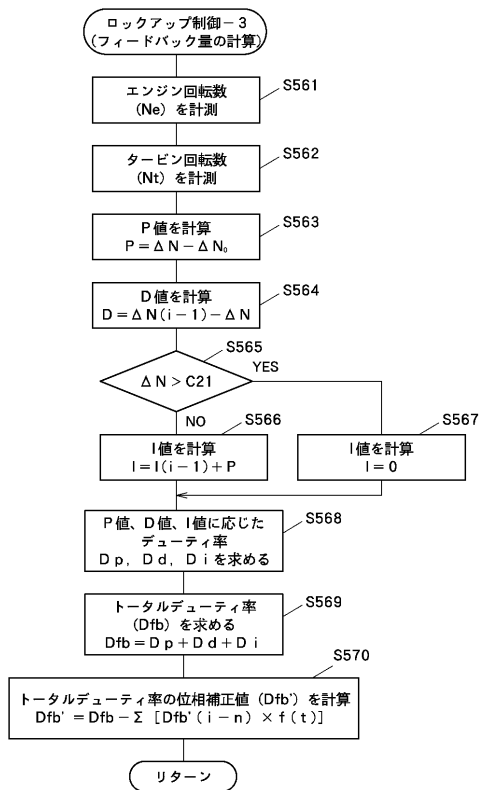 ロックアップ制御－3
(フィードバック量の計算)
エンジン回転数
(Ne)を計測
S561
タービン回転数
(Nt)を計測
S562
P値を計算
P＝ΔN－ΔN₀
S563
D値を計算
D＝ΔN(i－1)－ΔN
S564
S565
ΔN＞C21
YES
NO
S566
I値を計算
I＝I(i－1)＋P
S567
I値を計算
I＝0
P値、D値、I値に応じた
デューティ率
Dp，Dd，Diを求める
S568
トータルデューティ率
(Dfb)を求める
Dfb＝Dp＋Dd＋Di
S569
S570
トータルデューティ率の位相補正値(Dfb')を計算
Dfb'＝Dfb－Σ［Dfb'(i－n)×f(t)］
リターン